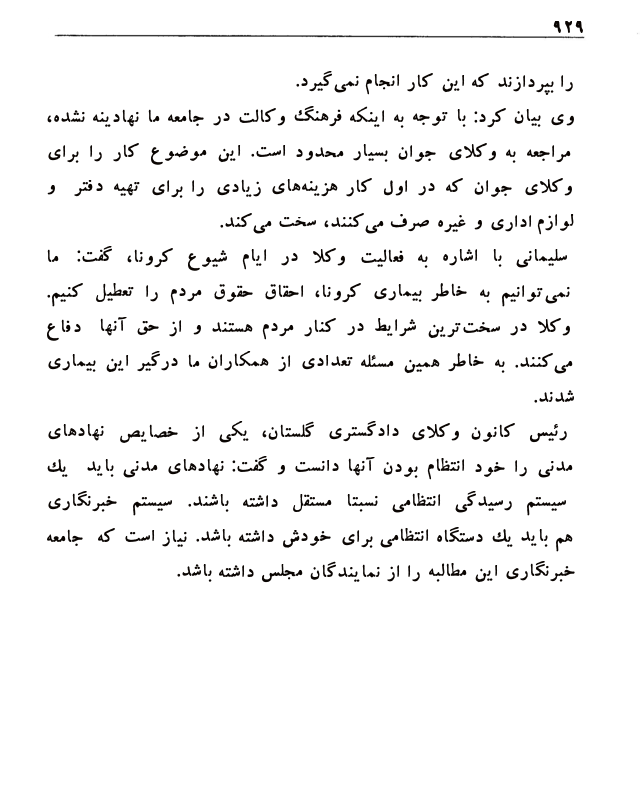 ۹۲۹
را بپردازند که این کار انجام نمی‌گیرد.
وی بیان کرد: با توجه به اینکه فرهنگ وکالت در جامعه ما نهادینه نشده،
مراجعه به وکلای جوان بسیار محدود است. این موضوع کار را برای
وکلای جوان که در اول کار هزینه‌های زیادی را برای تهیه دفتر و
لوازم اداری و غیره صرف می‌کنند، سخت می‌کند.
سلیمانی با اشاره به فعالیت وکلا در ایام شیوع کرونا، گفت: ما
نمی‌توانیم به خاطر بیماری کرونا، احقاق حقوق مردم را تعطیل کنیم.
وکلا در سخت‌ترین شرایط در کنار مردم هستند و از حق آنها دفاع
می‌کنند. به خاطر همین مسئله تعدادی از همکاران ما درگیر این بیماری
شدند.
رئیس کانون وکلای دادگستری گلستان، یکی از خصایص نهادهای
مدنی را خود انتظام بودن آنها دانست و گفت: نهادهای مدنی باید یك
سیستم رسیدگی انتظامی نسبتا مستقل داشته باشند. سیستم خبرنگاری
هم باید یك دستگاه انتظامی برای خودش داشته باشد. نیاز است که جامعه
خبرنگاری این مطالبه را از نمایندگان مجلس داشته باشد.